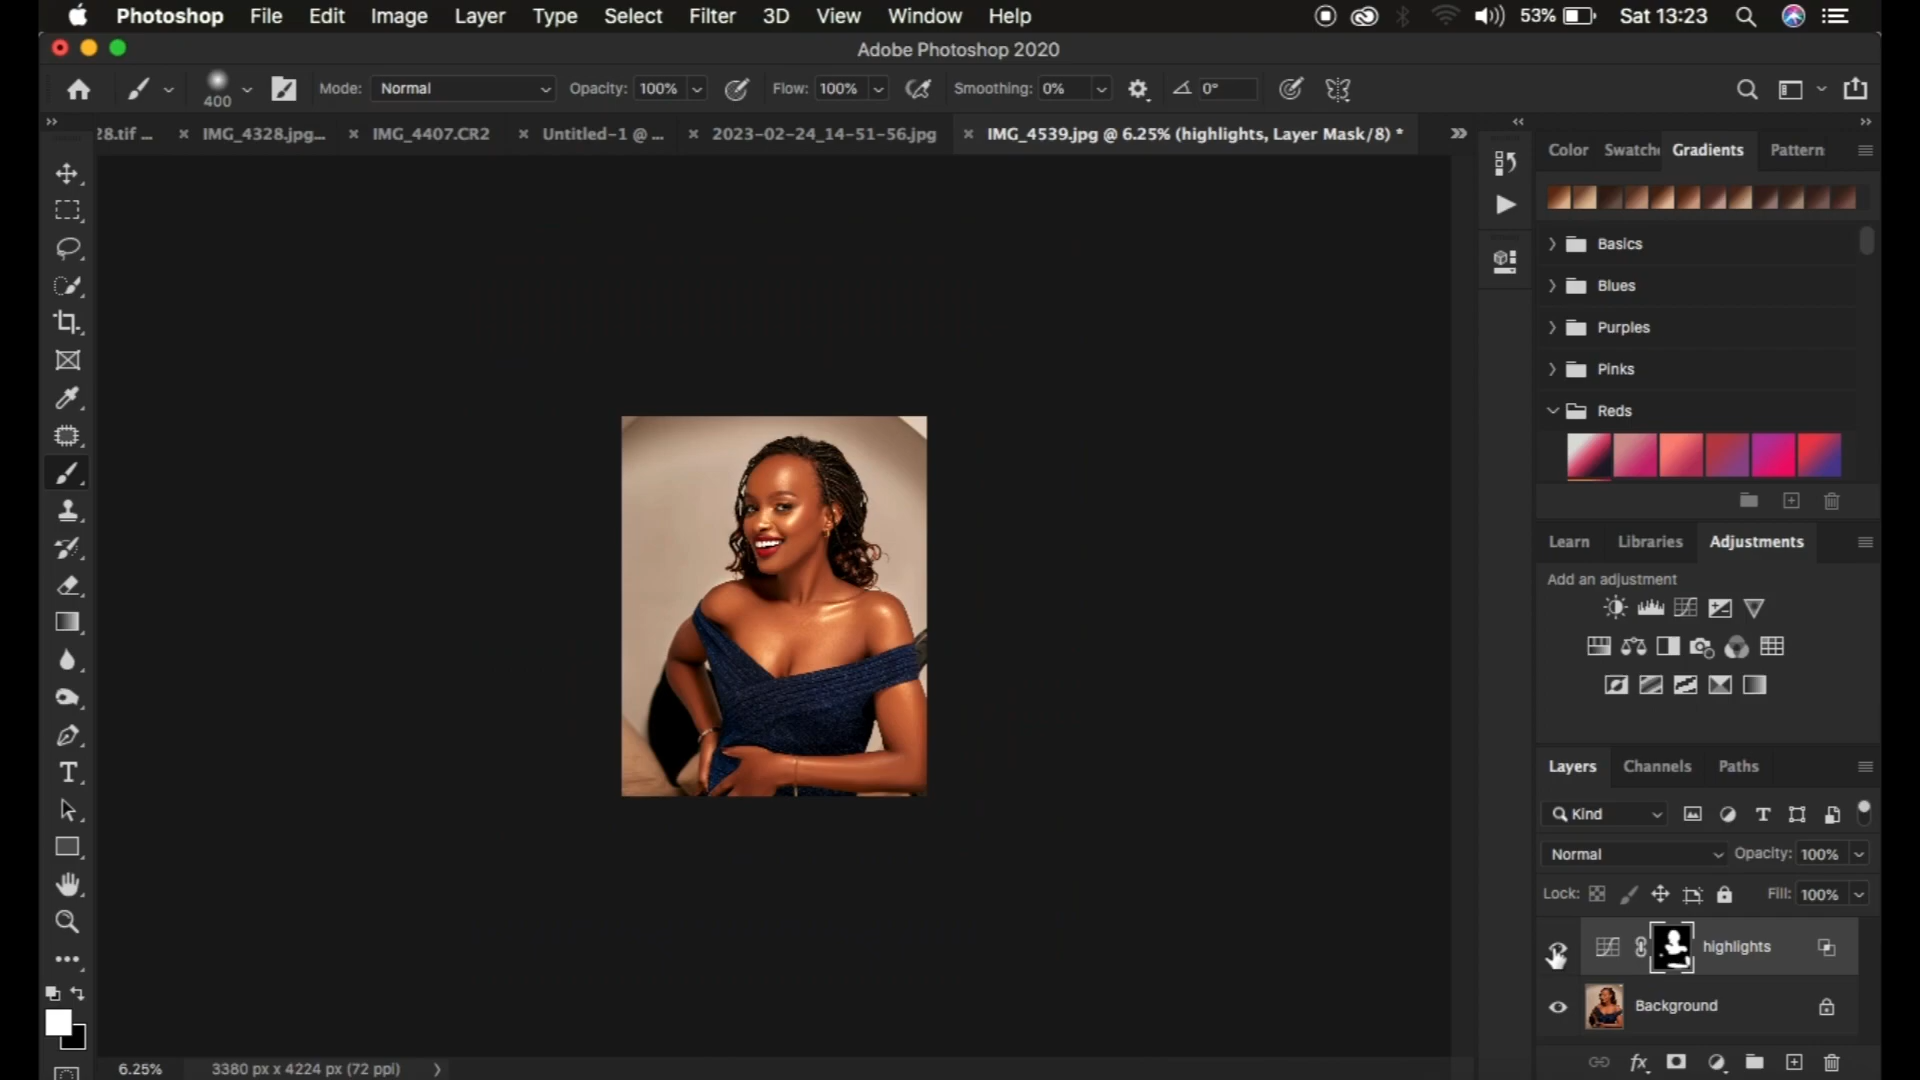 Photoshop File Edit Image Layer Type Select Filter 3D View Window Help 53% Sat 13:23
Adobe Photoshop 2020
400 Mode: Normal Opacity: 100% Flow: 100% Smoothing: 0% 0°
28.tif ... IMG_4328.jpg... IMG_4407.CR2 Untitled-1 @ ... 2023-02-24_14-51-56.jpg IMG_4539.jpg @ 6.25% (highlights, Layer Mask/8) *
Color Swatche Gradients Pattern
Basics
Blues
Purples
Pinks
Reds
Learn Libraries Adjustments
Add an adjustment
Layers Channels Paths
Kind
Normal Opacity: 100%
Lock: Fill: 100%
highlights
Background
6.25% 3380 px x 4224 px (72 ppl)